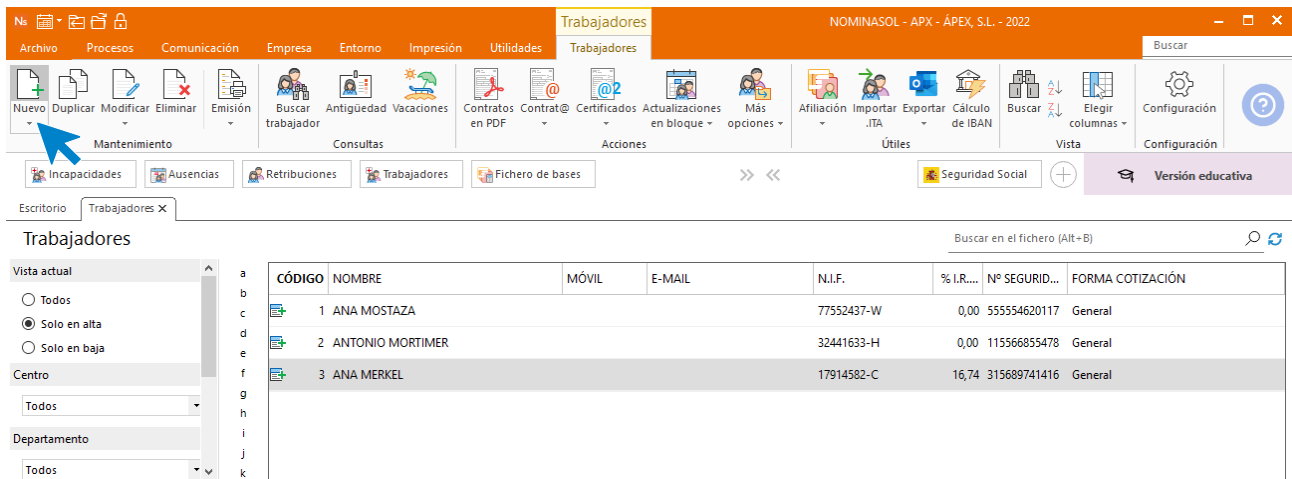 Ns Trabajadores NOMINASOL - APX - ÁPEX, S.L. - 2022
Archivo Procesos Comunicación Empresa Entorno Impresión Utilidades Trabajadores Buscar
Nuevo Duplicar Modificar Eliminar Emisión Buscar trabajador Antigüedad Vacaciones Contratos en PDF Contrat@ Certificados Actualizaciones en bloque Más opciones Afiliación Importar .ITA Exportar Cálculo de IBAN Buscar Elegir columnas Configuración
Mantenimiento Consultas Acciones Útiles Vista Configuración
Incapacidades Ausencias Retribuciones Trabajadores Fichero de bases Seguridad Social Versión educativa
Escritorio Trabajadores X
Trabajadores Buscar en el fichero (Alt+B)
Vista actual
Todos
Solo en alta
Solo en baja
Centro
Todos
Departamento
Todos
a
b
c
d
e
f
g
h
i
j
k
CÓDIGO NOMBRE MÓVIL E-MAIL N.I.F. % I.R.... Nº SEGURID... FORMA COTIZACIÓN
1 ANA MOSTAZA 77552437-W 0,00 555554620117 General
2 ANTONIO MORTIMER 32441633-H 0,00 115566855478 General
3 ANA MERKEL 17914582-C 16,74 315689741416 General